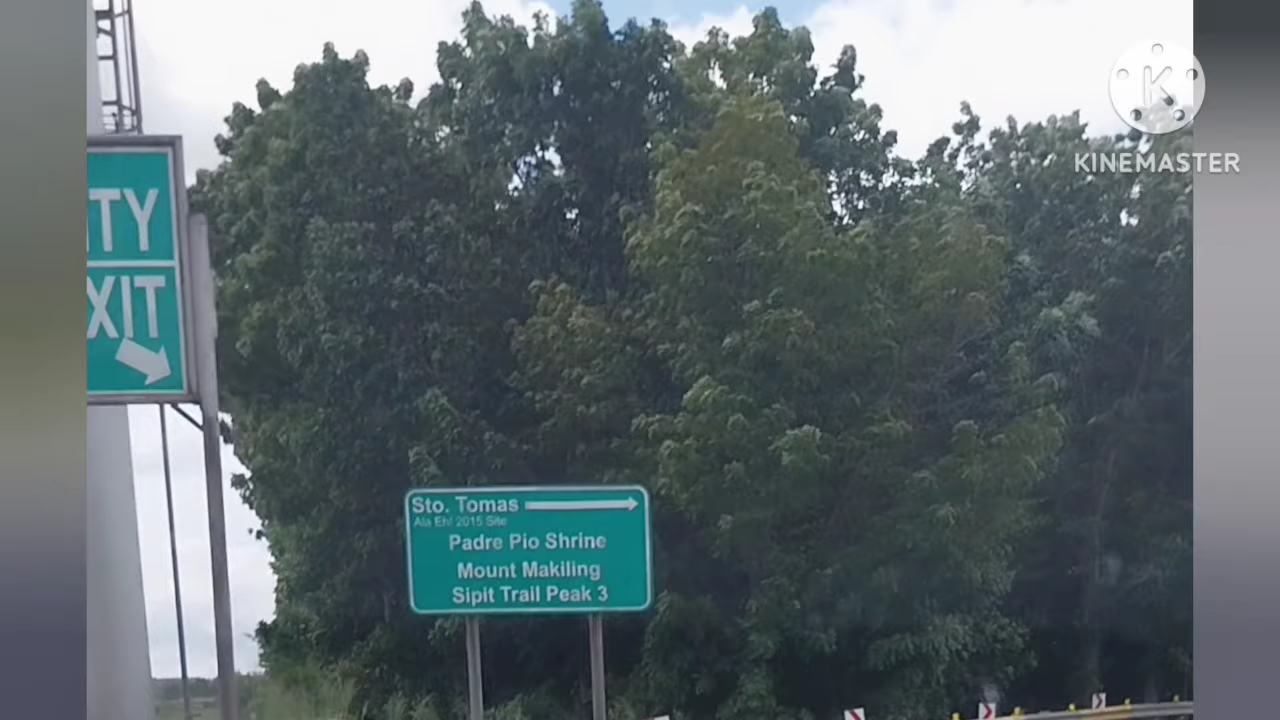 TY
XIT
Sto. Tomas
Ala Eh! 2015 Site
Padre Pio Shrine
Mount Makiling
Sipit Trail Peak 3
K
KINEMASTER